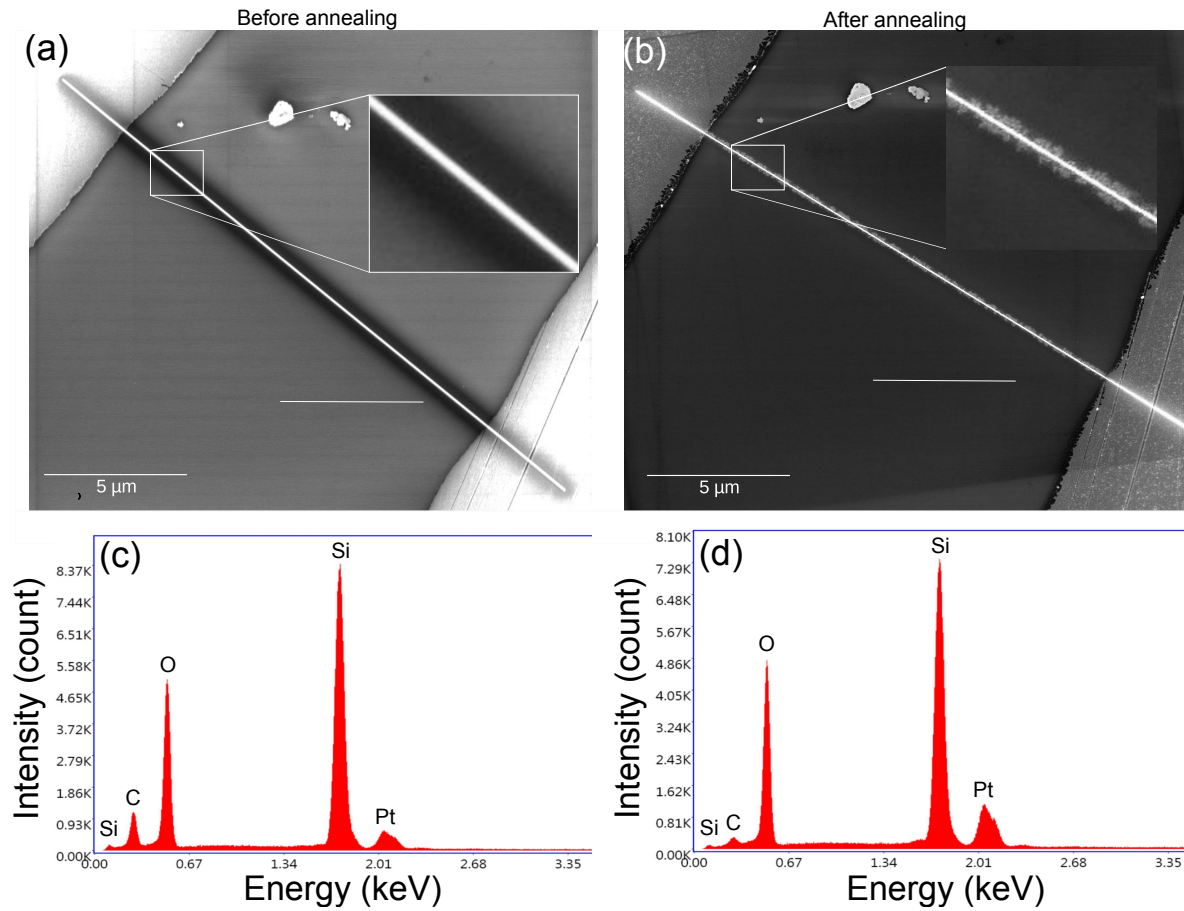 Before annealing
After annealing
(a)
(b)
5 μm
5 μm
(c)
Si
O
C
Si
Pt
8.37K
7.44K
6.51K
5.58K
4.65K
3.72K
2.79K
1.86K
0.93K
0.00K
0.00
0.67
1.34
2.01
2.68
3.35
Intensity (count)
Energy (keV)
(d)
Si
O
Si
C
Pt
8.10K
7.29K
6.48K
5.67K
4.86K
4.05K
3.24K
2.43K
1.62K
0.81K
0.00K
0.00
0.67
1.34
2.01
2.68
3.35
Intensity (count)
Energy (keV)